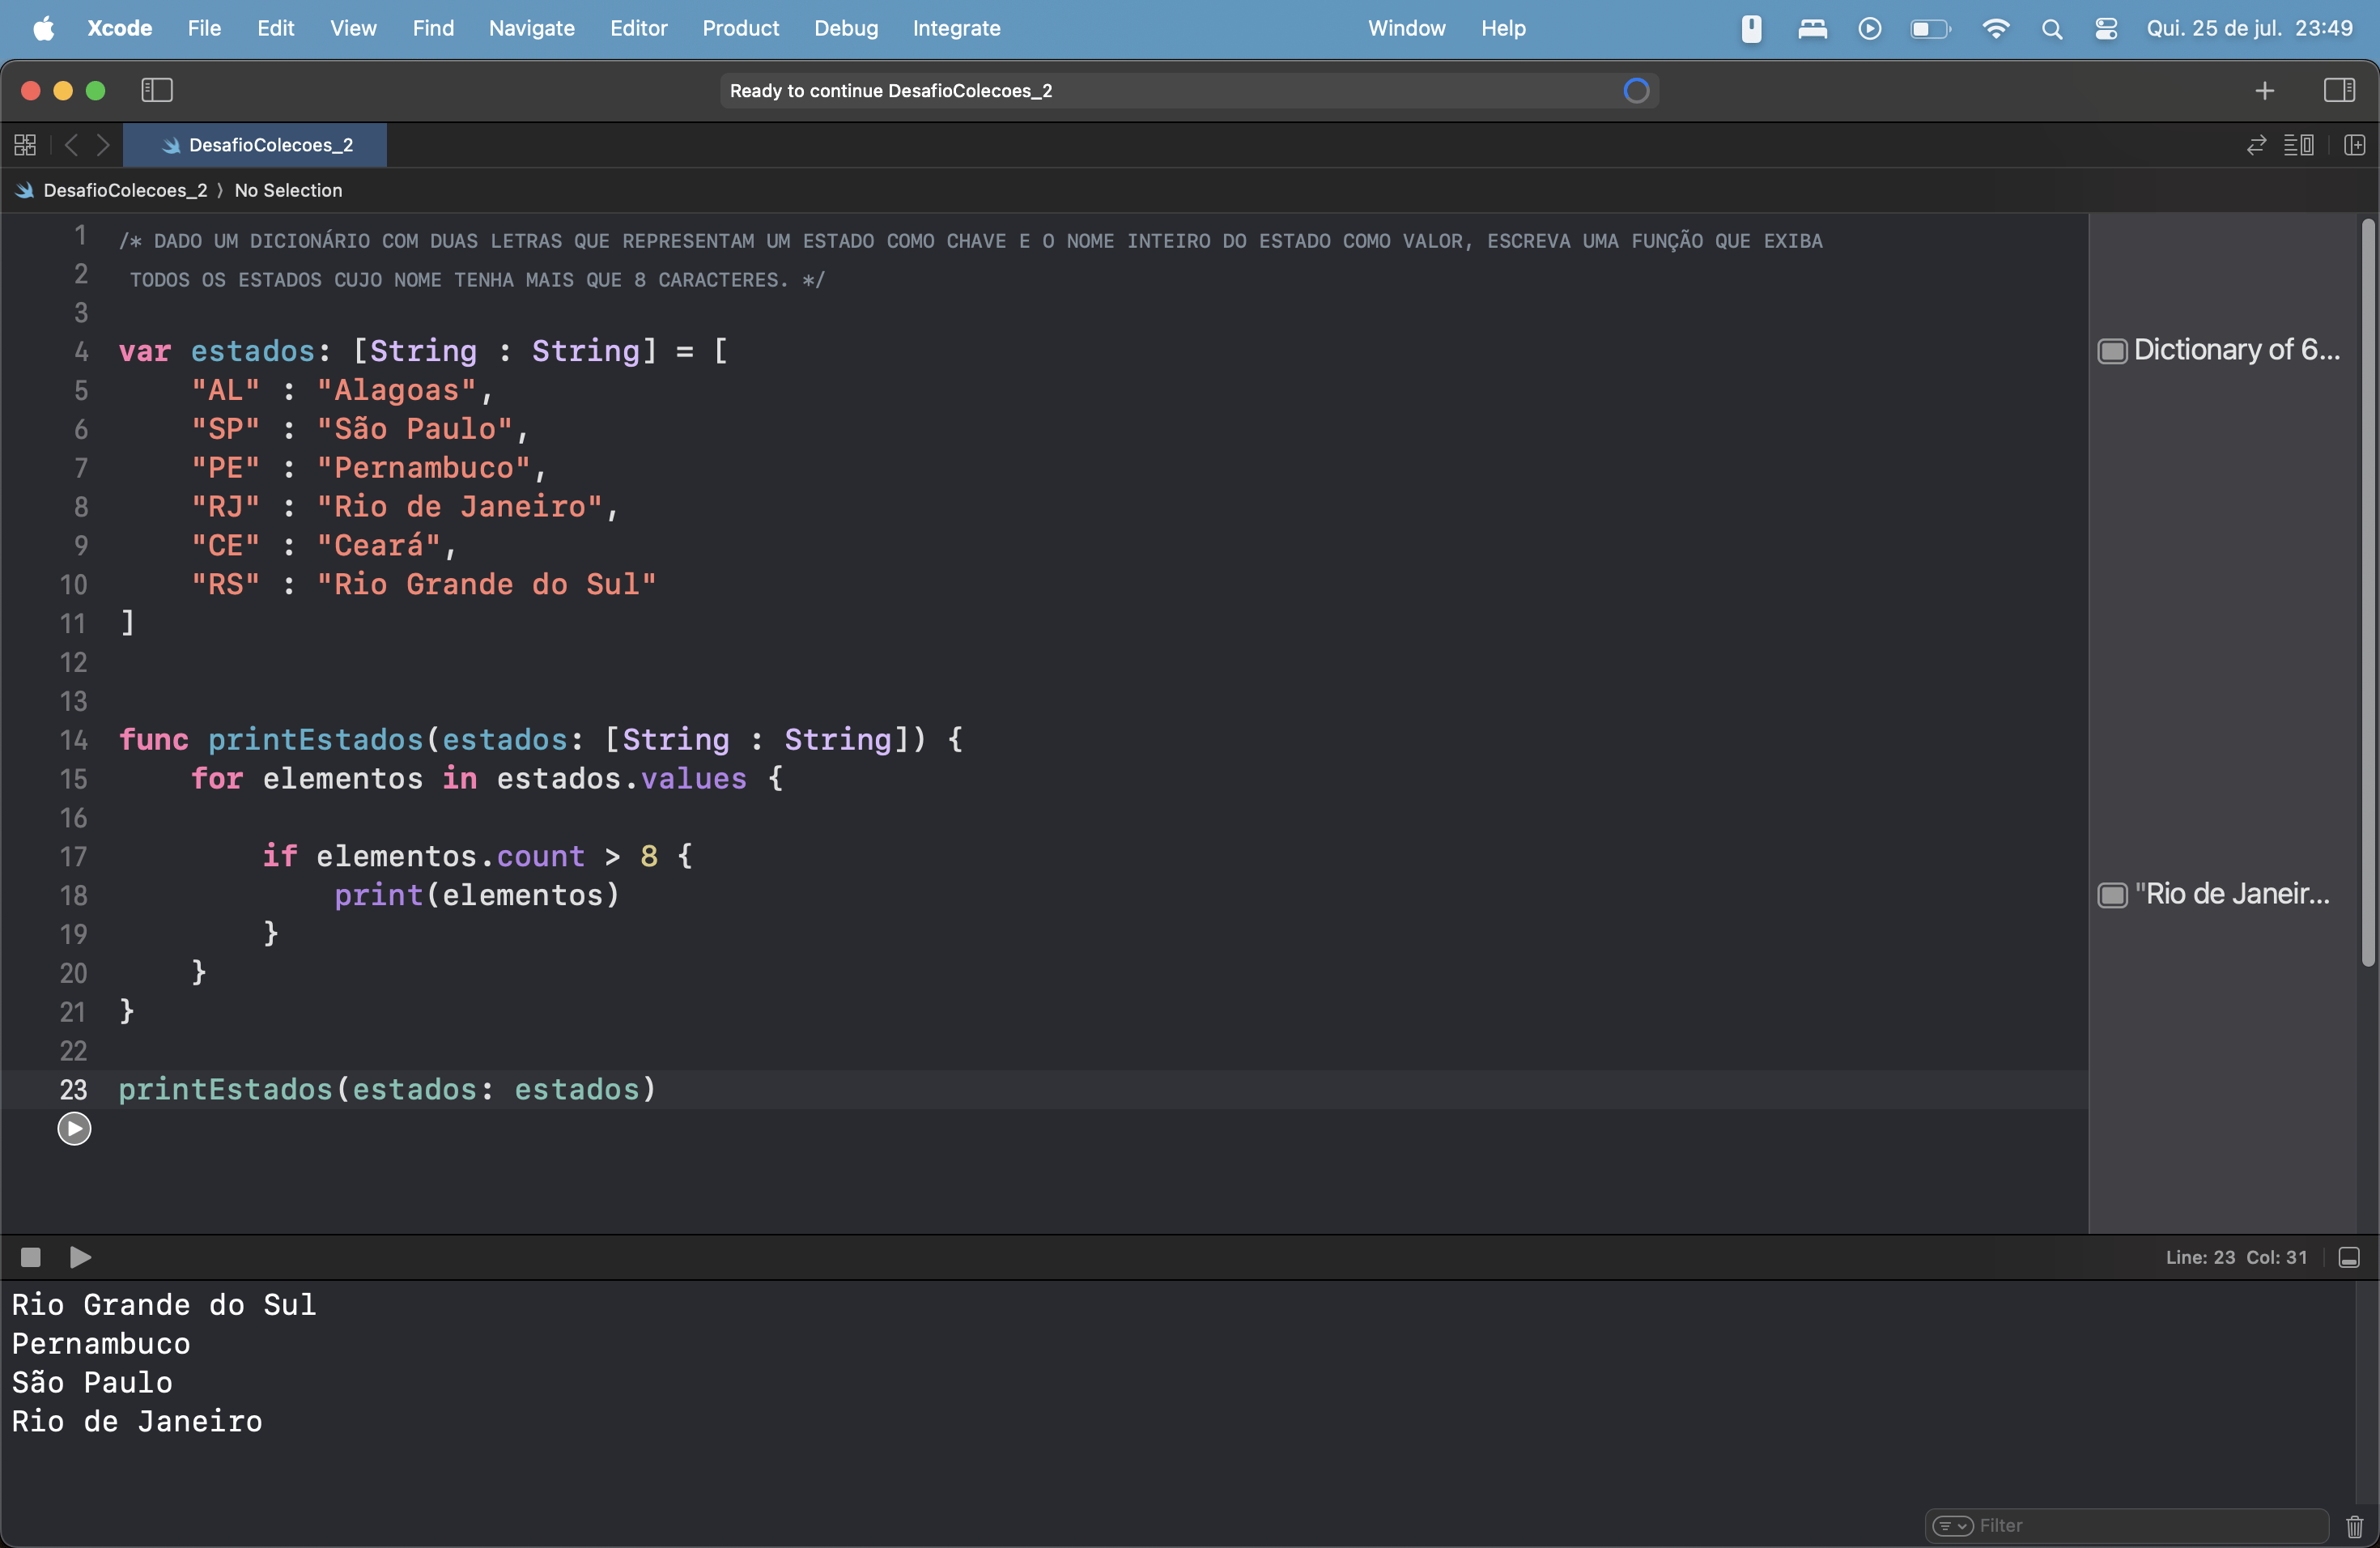 Xcode File Edit View Find Navigate Editor Product Debug Integrate Window Help Qui. 25 de jul. 23:49
Ready to continue DesafioColecoes_2
DesafioColecoes_2
DesafioColecoes_2 ⟩ No Selection
1 /* DADO UM DICIONÁRIO COM DUAS LETRAS QUE REPRESENTAM UM ESTADO COMO CHAVE E O NOME INTEIRO DO ESTADO COMO VALOR, ESCREVA UMA FUNÇÃO QUE EXIBA
2 TODOS OS ESTADOS CUJO NOME TENHA MAIS QUE 8 CARACTERES. */
3
4 var estados: [String : String] = [ Dictionary of 6...
5 "AL" : "Alagoas",
6 "SP" : "São Paulo",
7 "PE" : "Pernambuco",
8 "RJ" : "Rio de Janeiro",
9 "CE" : "Ceará",
10 "RS" : "Rio Grande do Sul"
11 ]
12
13
14 func printEstados(estados: [String : String]) {
15 for elementos in estados.values {
16
17 if elementos.count > 8 {
18 print(elementos) "Rio de Janeir...
19 }
20 }
21 }
22
23 printEstados(estados: estados)
Line: 23 Col: 31
Rio Grande do Sul
Pernambuco
São Paulo
Rio de Janeiro
Filter